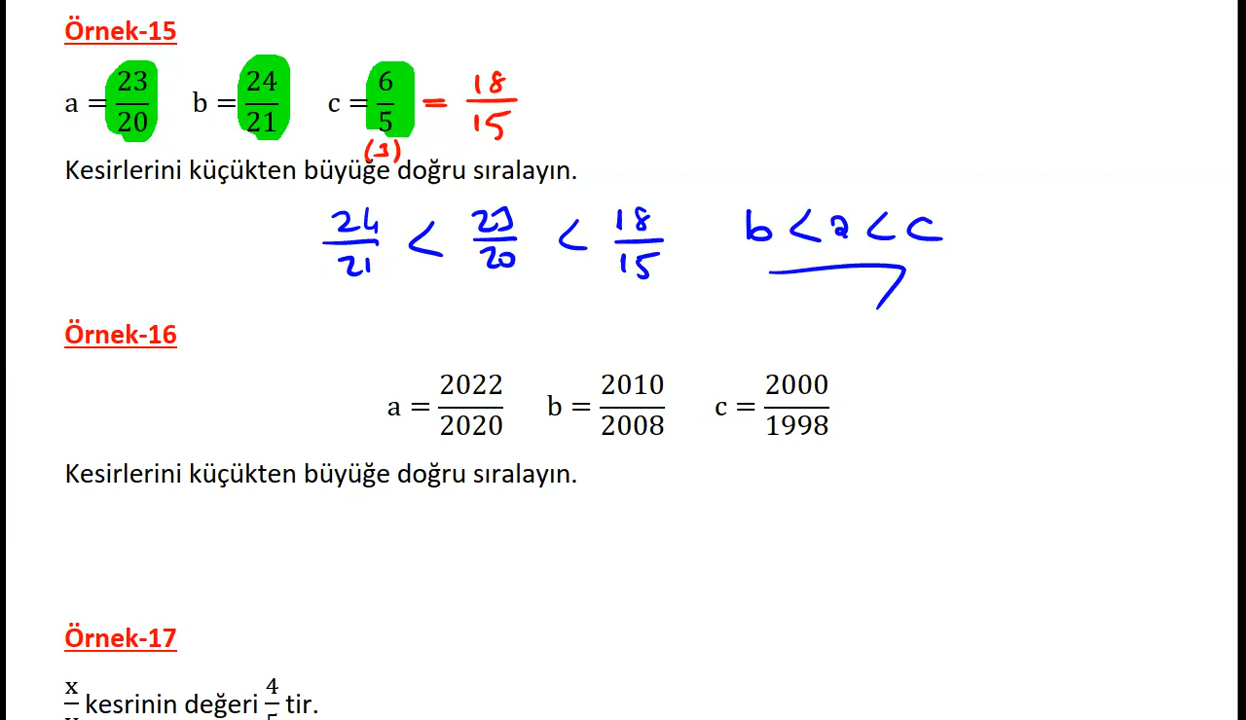 Örnek-15
a = 23/20 b = 24/21 c = 6/5 = 18/15
(3)
Kesirlerini küçükten büyüğe doğru sıralayın.
24/21 < 23/20 < 18/15 b < a < c
Örnek-16
a = 2022/2020 b = 2010/2008 c = 2000/1998
Kesirlerini küçükten büyüğe doğru sıralayın.
Örnek-17
x/ kesrinin değeri 4/5 tir.